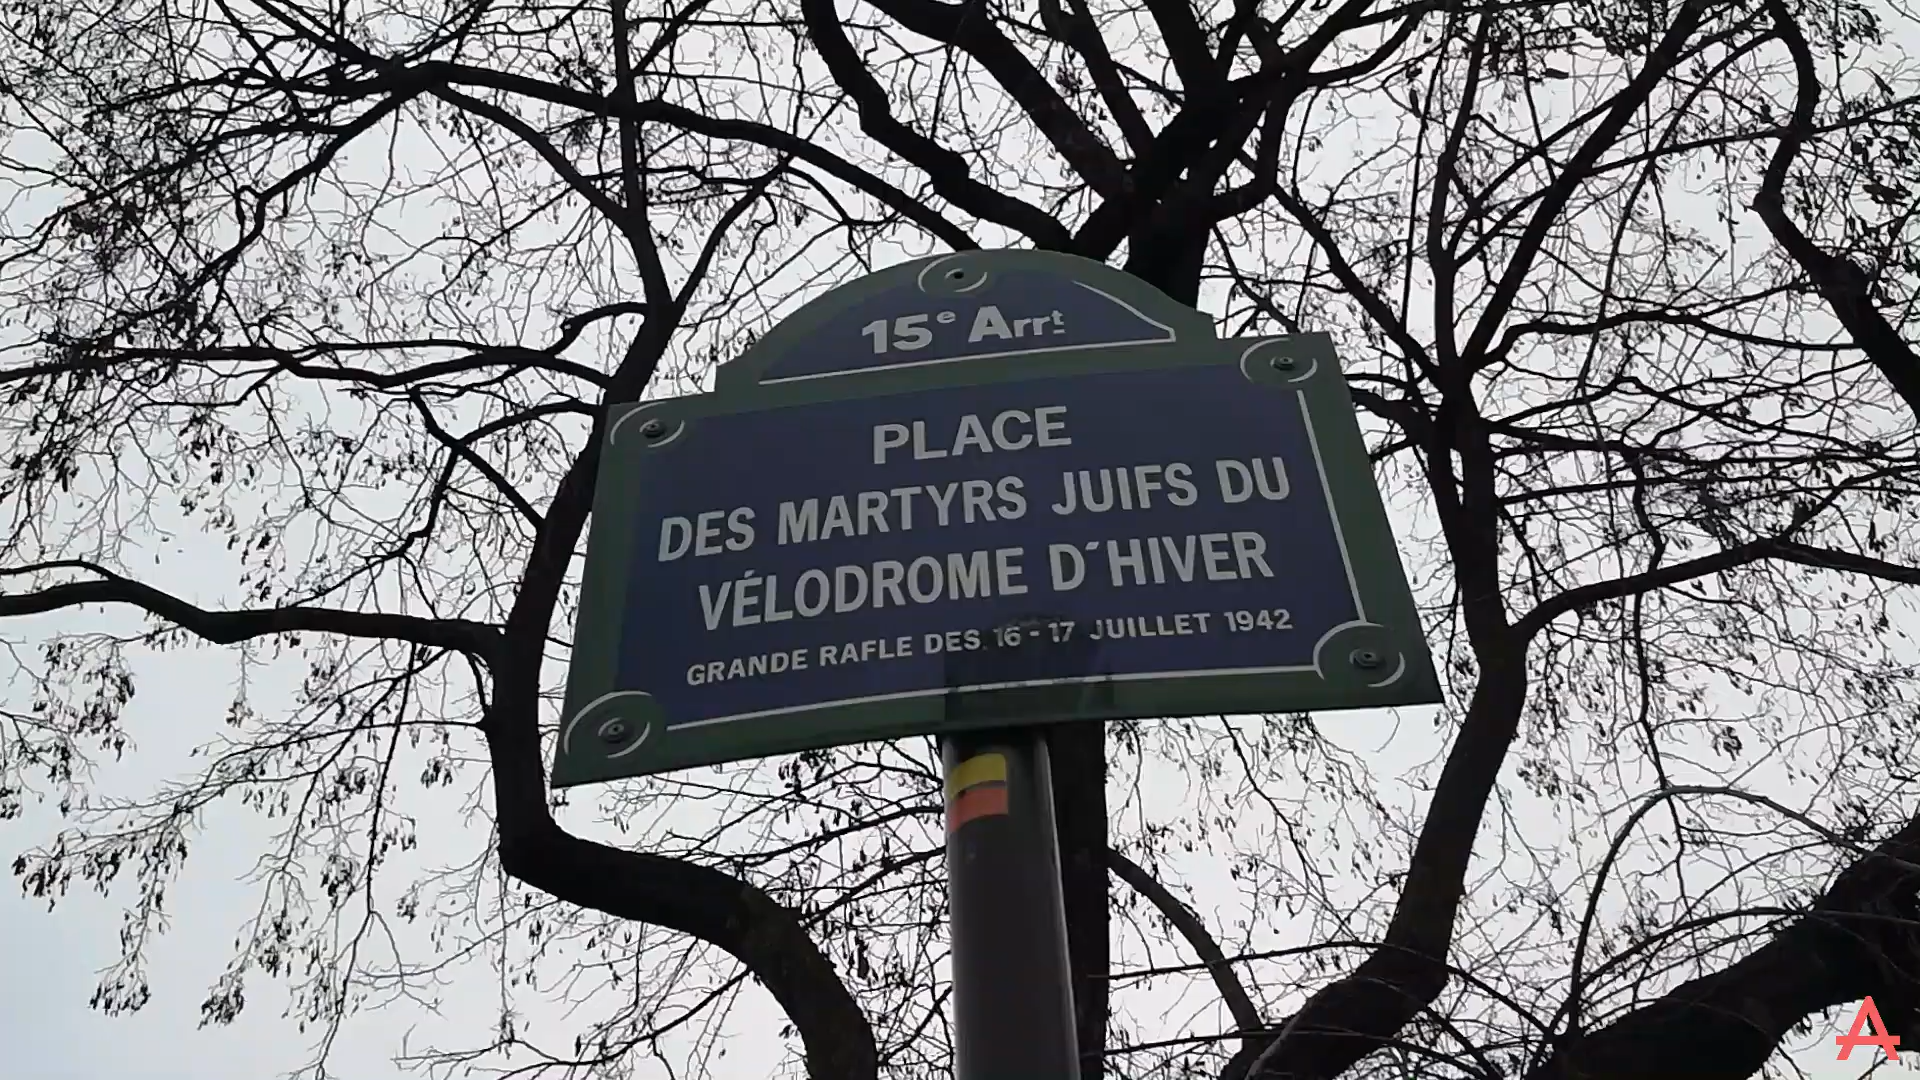 15e Arrt
PLACE
DES MARTYRS JUIFS DU
VÉLODROME D'HIVER
GRANDE RAFLE DES 16 - 17 JUILLET 1942